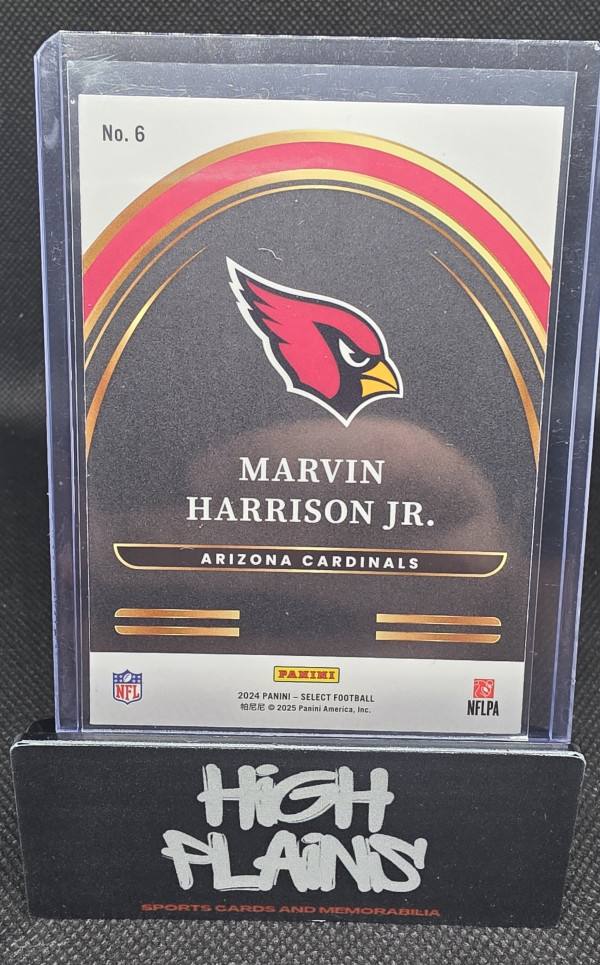 No. 6
MARVIN
HARRISON JR.
ARIZONA CARDINALS
PANINI
NFL
2024 PANINI – SELECT FOOTBALL
帕尼尼 © 2025 Panini America, Inc.
NFLPA
HiGH
PLAiNS
SPORTS CARDS AND MEMORABILIA